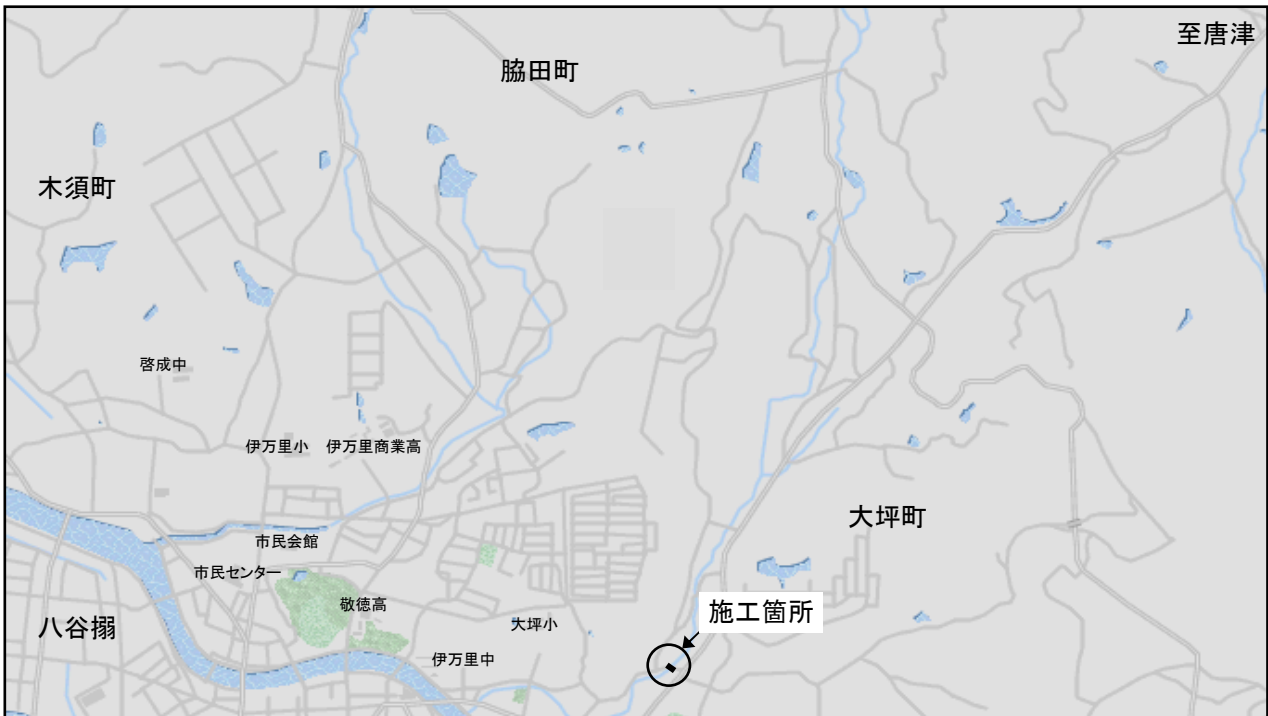 至唐津
脇田町
木須町
啓成中
伊万里小
伊万里商業高
大坪町
市民会館
市民センター
敬徳高
施工箇所
大坪小
八谷搦
伊万里中